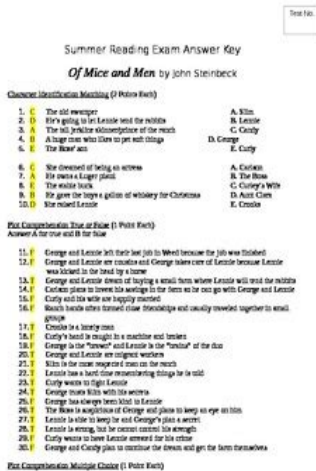 Test No.
Summer Reading Exam Answer Key
Of Mice and Men by John Steinbeck
Character Identification Matching (2 Points Each)
1. C The old swamper A. Slim
2. D He's going to let Lennie tend the rabbits B. Lennie
3. A The tall jerkline skinner/prince of the ranch C. Candy
4. B A huge man who likes to pet soft things D. George
5. E The Boss' son E. Curly
6. C She dreamed of being an actress A. Carlson
7. A He owns a Luger pistol B. The Boss
8. E The stable buck C. Curley's Wife
9. B He gave the boys a gallon of whiskey for Christmas D. Aunt Clara
10. D She raised Lennie E. Crooks
Plot Comprehension True or False (1 Point Each)
Answer A for true and B for false
11. F George and Lennie left their last job in Weed because the job was finished
12. F George and Lennie are cousins and George takes care of Lennie because Lennie
was kicked in the head by a horse
13. T George and Lennie dream of buying a small farm where Lennie will tend the rabbits
14. F Carlson plans to invest his savings in the farm so he can go with George and Lennie
15. F Curly and his wife are happily married
16. F Ranch hands often formed close friendships and usually traveled together in small
groups
17. T Crooks is a lonely man
18. Curly's hand is caught in a machine and broken
19. F George is the "brawn" and Lennie is the "brains" of the duo
20. T George and Lennie are migrant workers
21. T Slim is the most respected man on the ranch
22. T Lennie has a hard time remembering things he is told
23. Curly wants to fight Lennie
24. T George trusts Slim with his secrets
25. F George has always been kind to Lennie
26. T The Boss is suspicious of George and plans to keep an eye on him
27. F Lennie is able to keep he and George's plan a secret
28. T Lennie is strong, but he cannot control his strength
29. F Curly wants to have Lennie arrested for his crime
30. F George and Candy plan to continue the dream and get the farm themselves
Plot Comprehension Multiple Choice (1 Point Each)